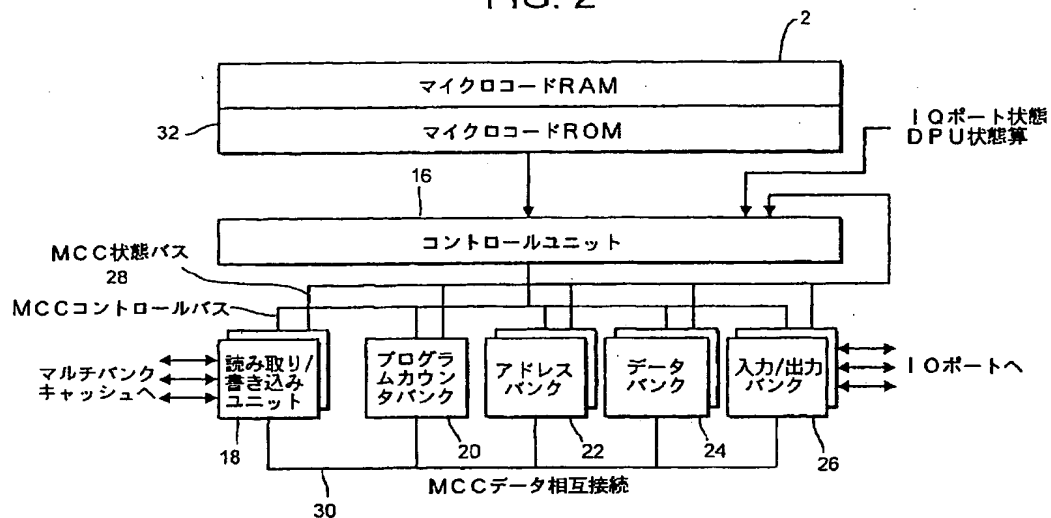 FIG. 2
2
マイクロコードRAM
32
マイクロコードROM
IOポート状態
DPU状態算
16
コントロールユニット
MCC状態バス
28
MCCコントロールバス
マルチバンク
キャッシュへ
読み取り/
書き込み
ユニット
プログラ
ムカウン
タバンク
アドレス
バンク
データ
バンク
入力/出力
バンク
IOポートへ
18
20
22
24
26
MCCデータ相互接続
30